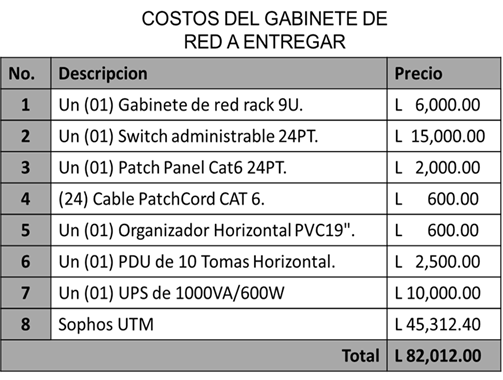 COSTOS DEL GABINETE DE
RED A ENTREGAR
No. Descripcion Precio
1 Un (01) Gabinete de red rack 9U. L 6,000.00
2 Un (01) Switch administrable 24PT. L 15,000.00
3 Un (01) Patch Panel Cat6 24PT. L 2,000.00
4 (24) Cable PatchCord CAT 6. L 600.00
5 Un (01) Organizador Horizontal PVC19". L 600.00
6 Un (01) PDU de 10 Tomas Horizontal. L 2,500.00
7 Un (01) UPS de 1000VA/600W L 10,000.00
8 Sophos UTM L 45,312.40
Total L 82,012.00